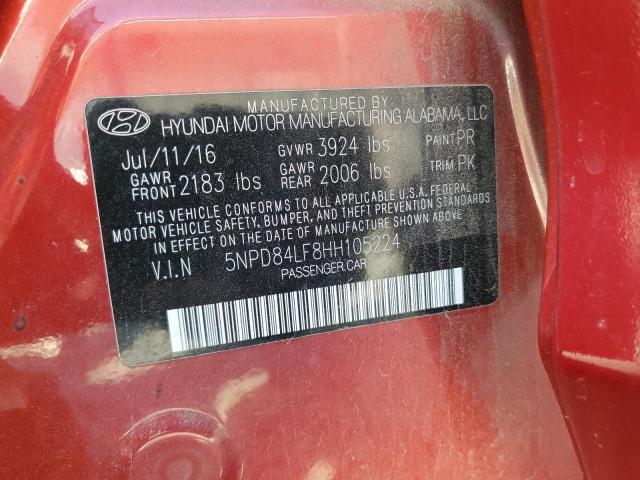 MANUFACTURED BY
HYUNDAI MOTOR MANUFACTURING ALABAMA, LLC
Jul/11/16 GVWR 3924 lbs PAINT PR
GAWR FRONT 2183 lbs GAWR REAR 2006 lbs TRIM PK
THIS VEHICLE CONFORMS TO ALL APPLICABLE U.S.A. FEDERAL
MOTOR VEHICLE SAFETY, BUMPER, AND THEFT PREVENTION STANDARDS
IN EFFECT ON THE DATE OF MANUFACTURE SHOWN ABOVE.
V.I.N 5NPD84LF8HH105224
PASSENGER CAR